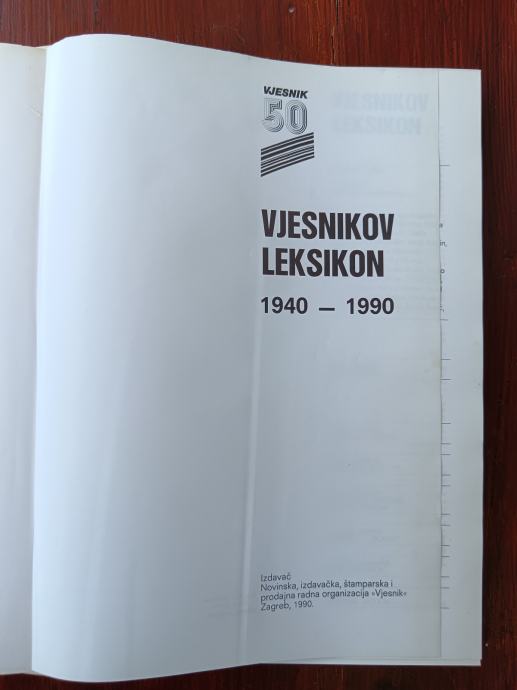 VJESNIK
50
VJESNIKOV
LEKSIKON
1940 — 1990
Izdavač
Novinska, izdavačka, štamparska i
prodajna radna organizacija »Vjesnik«
Zagreb, 1990.